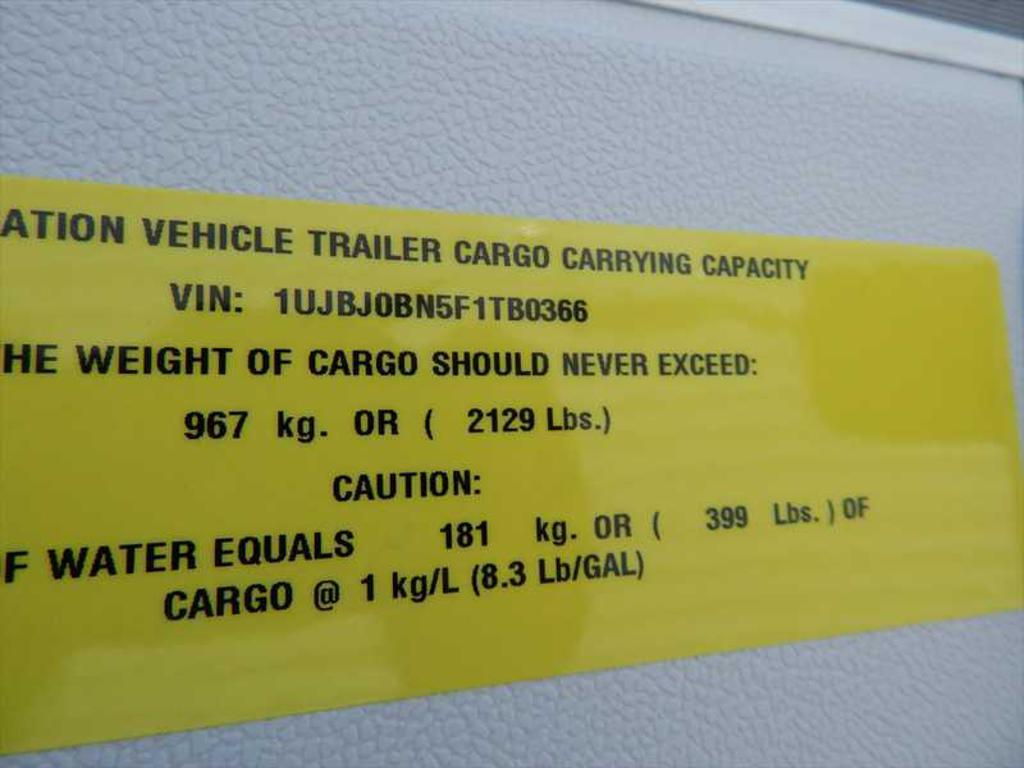 ATION VEHICLE TRAILER CARGO CARRYING CAPACITY
VIN: 1UJBJ0BN5F1TB0366
HE WEIGHT OF CARGO SHOULD NEVER EXCEED:
967 kg. OR ( 2129 Lbs.)
CAUTION:
F WATER EQUALS 181 kg. OR ( 399 Lbs. ) OF
CARGO @ 1 kg/L (8.3 Lb/GAL)